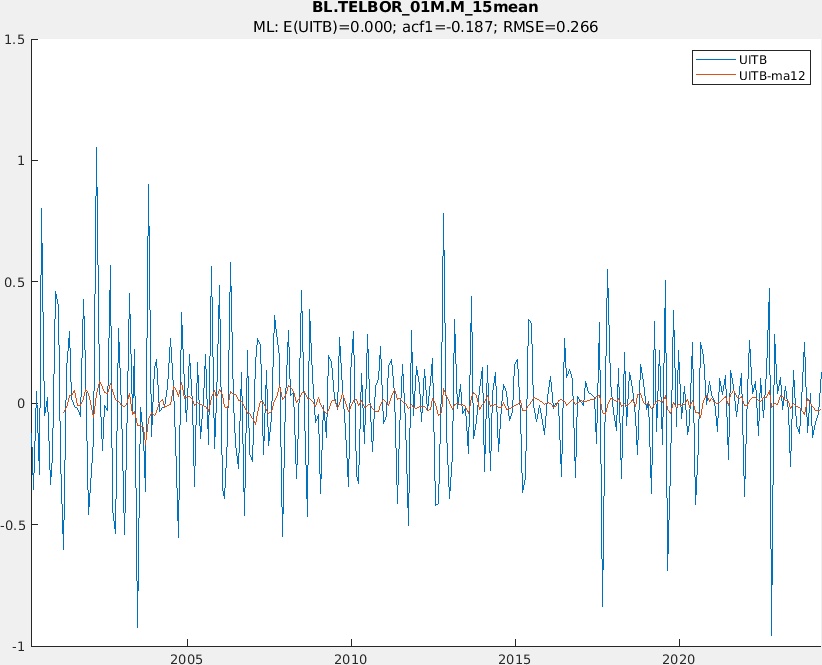 BL.TELBOR_01M.M_15mean
ML: E(UITB)=0.000; acf1=-0.187; RMSE=0.266
1.5
UITB
UITB-ma12
1
0.5
0
-0.5
-1
2005 2010 2015 2020